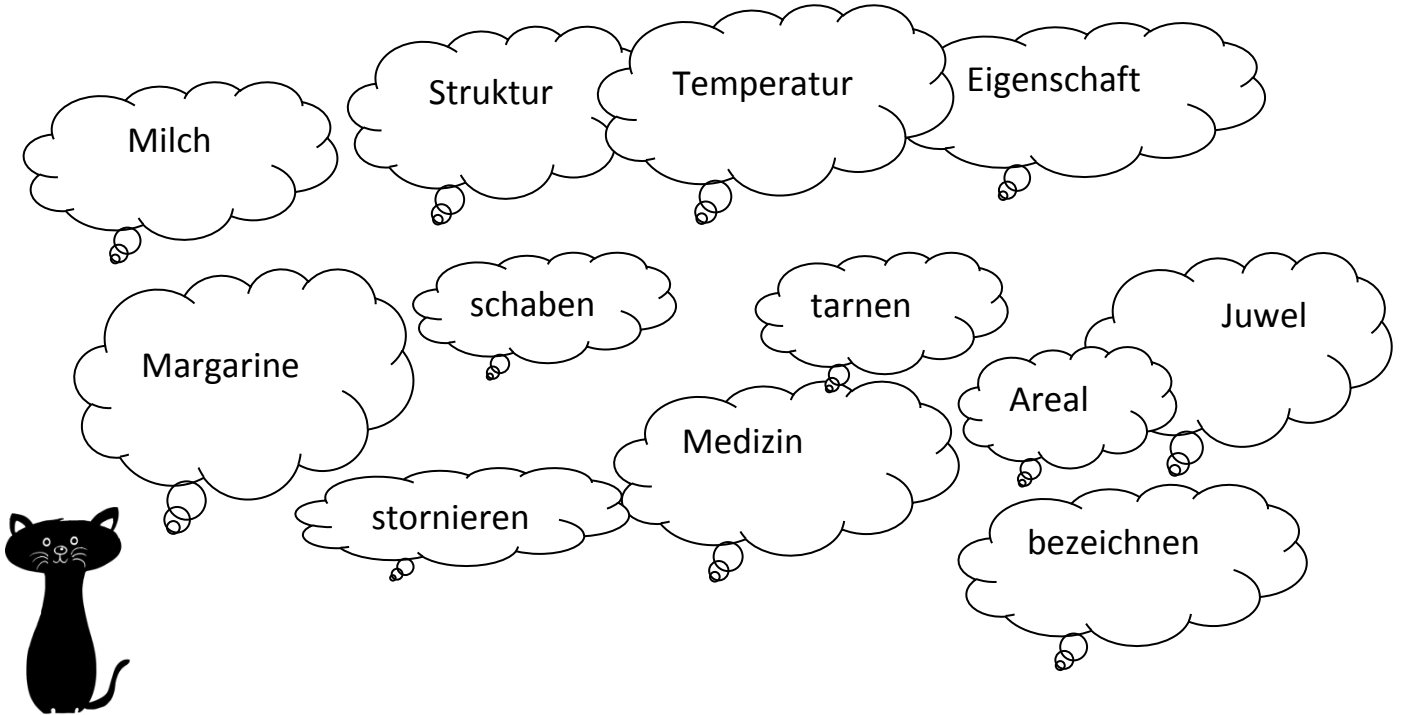 Milch
Struktur
Temperatur
Eigenschaft
Margarine
schaben
tarnen
Juwel
Areal
Medizin
stornieren
bezeichnen